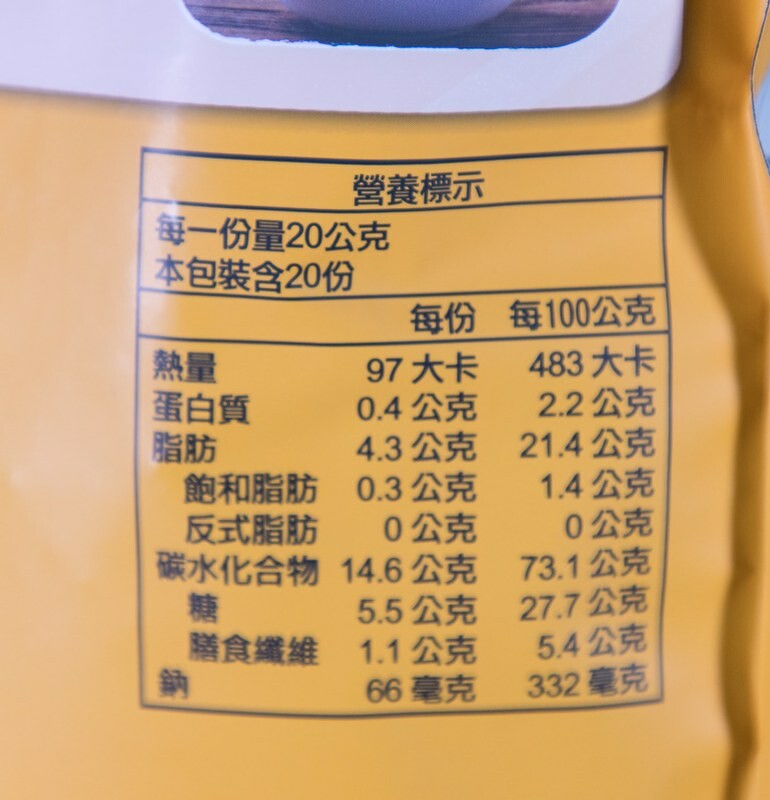 營養標示
每一份量20公克
本包裝含20份
每份 每100公克
熱量 97 大卡 483 大卡
蛋白質 0.4 公克 2.2 公克
脂肪 4.3 公克 21.4 公克
飽和脂肪 0.3 公克 1.4 公克
反式脂肪 0 公克 0 公克
碳水化合物 14.6 公克 73.1 公克
糖 5.5 公克 27.7 公克
膳食纖維 1.1 公克 5.4 公克
鈉 66 毫克 332 毫克